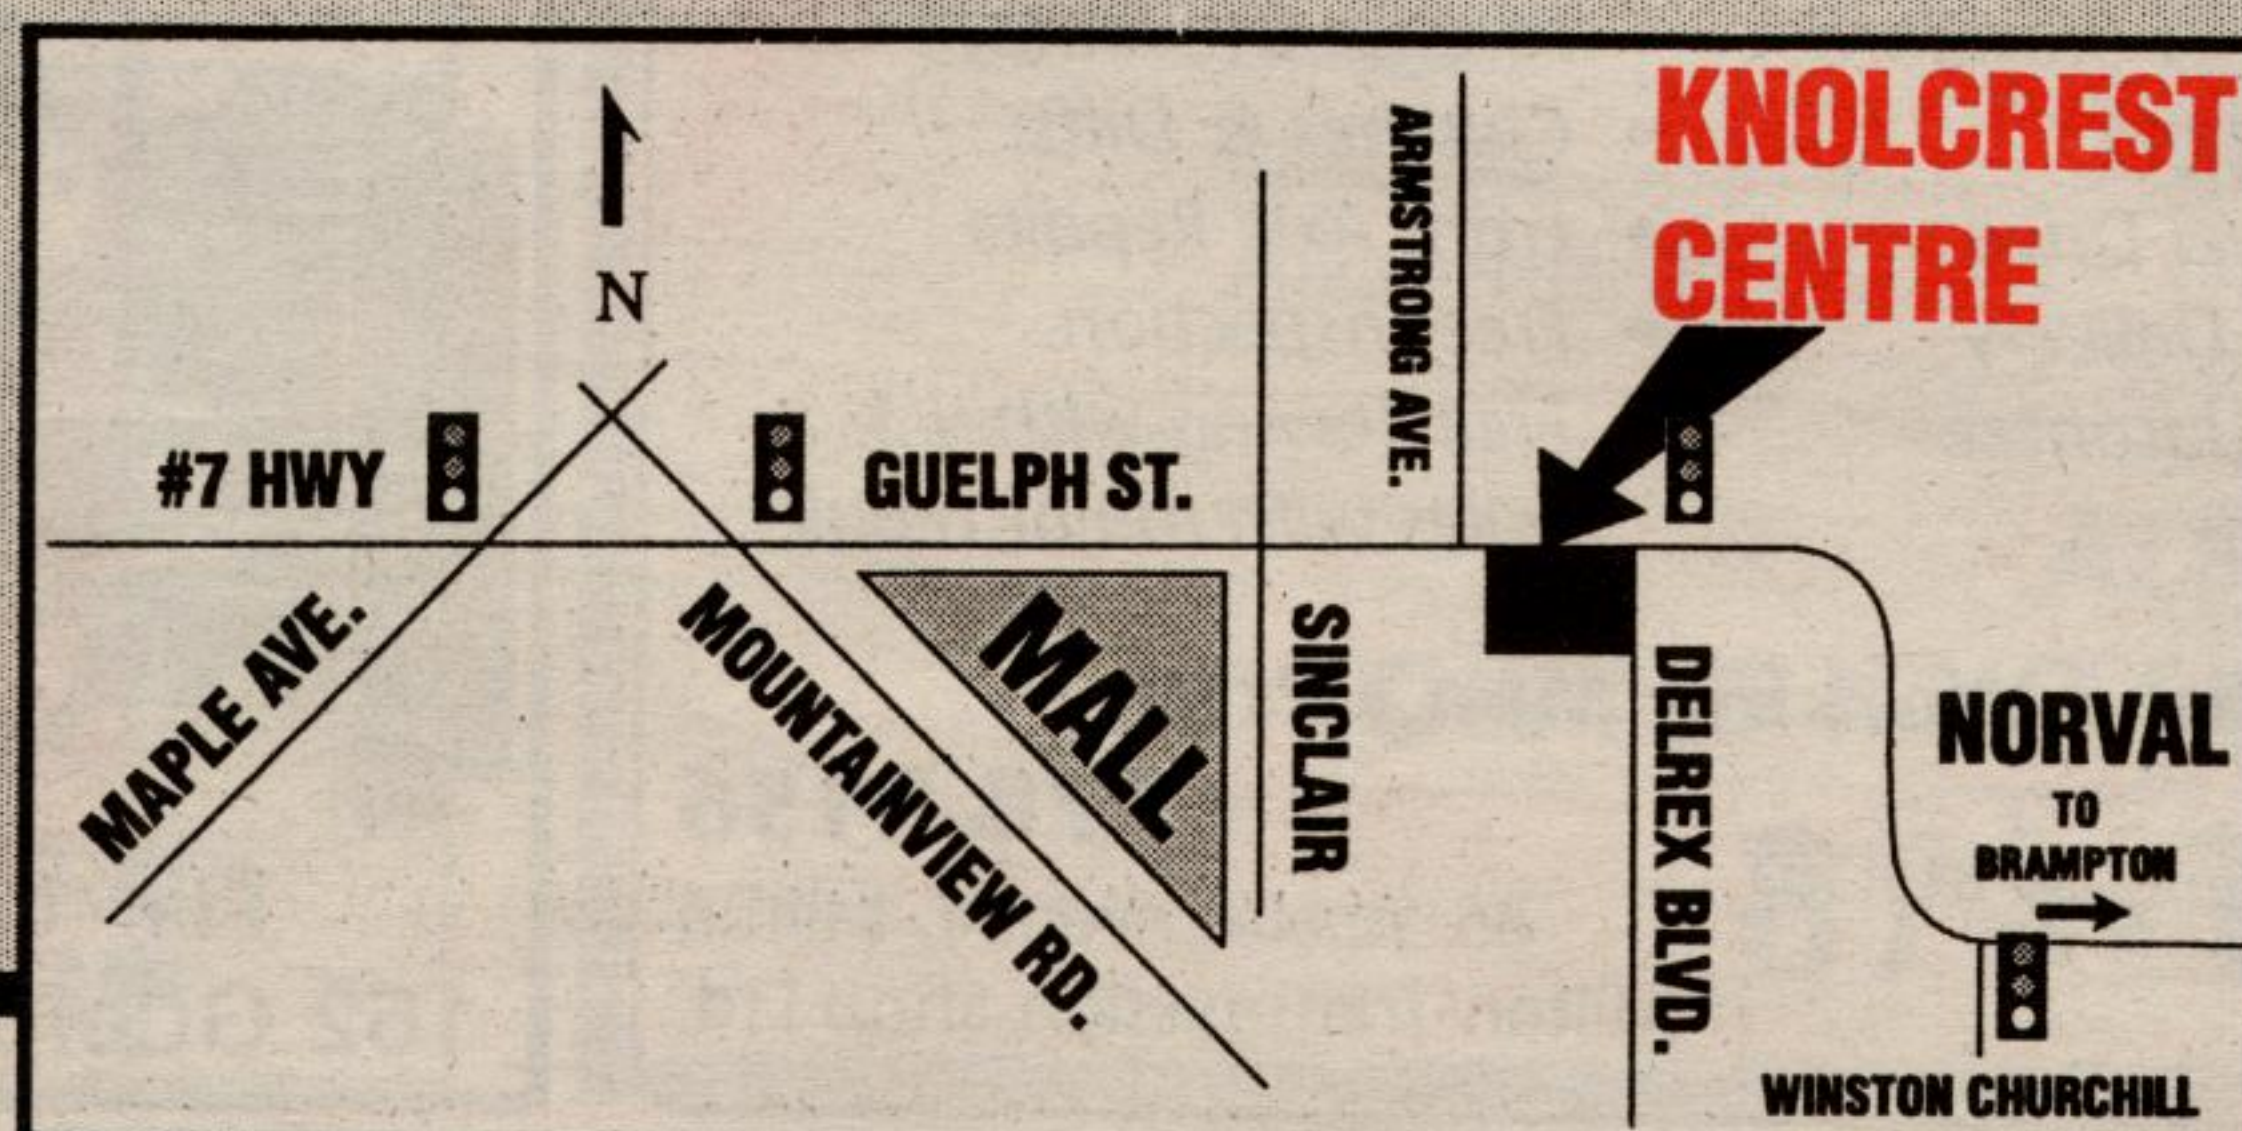 KNOLCREST
CENTRE
ARMSTRONG AVE.
N
#7 HWY
GUELPH ST.
MAPLE AVE.
MOUNTAINVIEW RD.
MALL
SINCLAIR
DELREX BLVD.
NORVAL
TO
BRAMPTON
WINSTON CHURCHILL